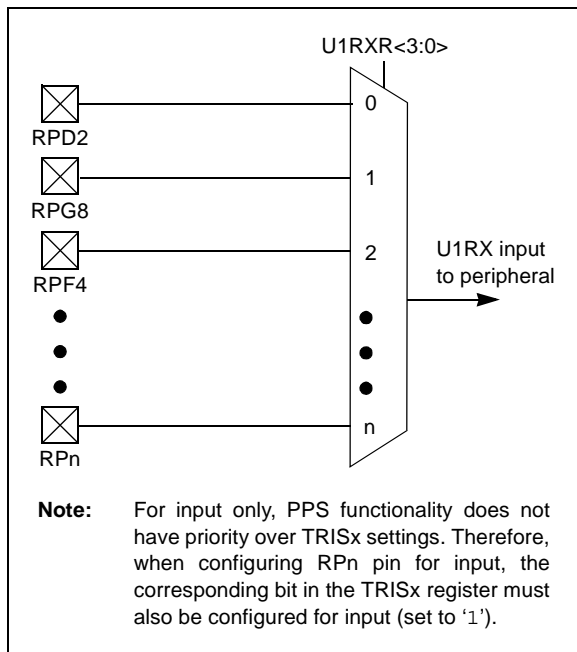 U1RXR<3:0>
RPD2
0
RPG8
1
RPF4
2
U1RX input
to peripheral
RPn
n
Note: For input only, PPS functionality does not
have priority over TRISx settings. Therefore,
when configuring RPn pin for input, the
corresponding bit in the TRISx register must
also be configured for input (set to ‘1’).